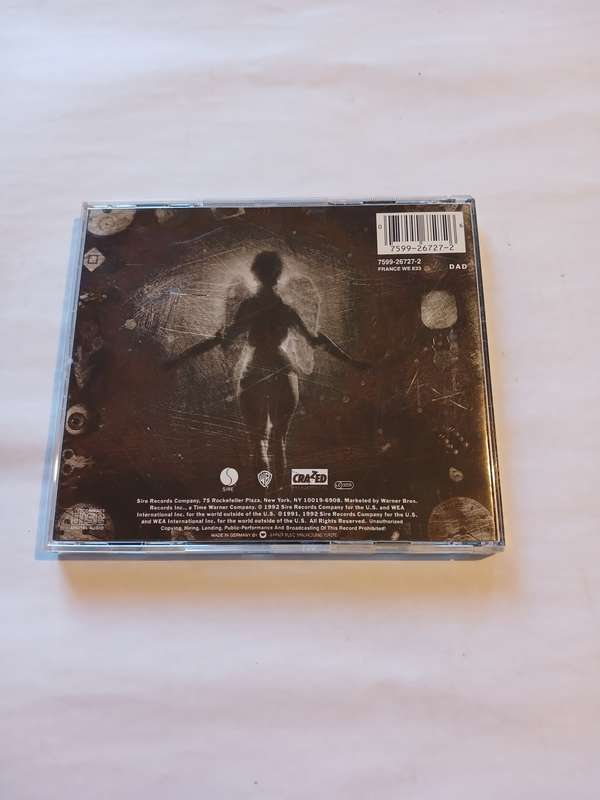 7599-26727-2
7599-26727-2
FRANCE WE 833
DAD
SIRE
CRAZED
Sire Records Company, 75 Rockefeller Plaza, New York, NY 10019-6908. Marketed by Warner Bros.
Records Inc., a Time Warner Company. © 1992 Sire Records Company for the U.S. and WEA
International Inc. for the world outside of the U.S. ℗ 1991, 1992 Sire Records Company for the U.S.
and WEA International Inc. for the world outside of the U.S. All Rights Reserved. Unauthorized
Copying, Hiring, Lending, Public-Performance And Broadcasting Of This Record Prohibited!
MADE IN GERMANY BY WARNER MUSIC MANUFACTURING EUROPE